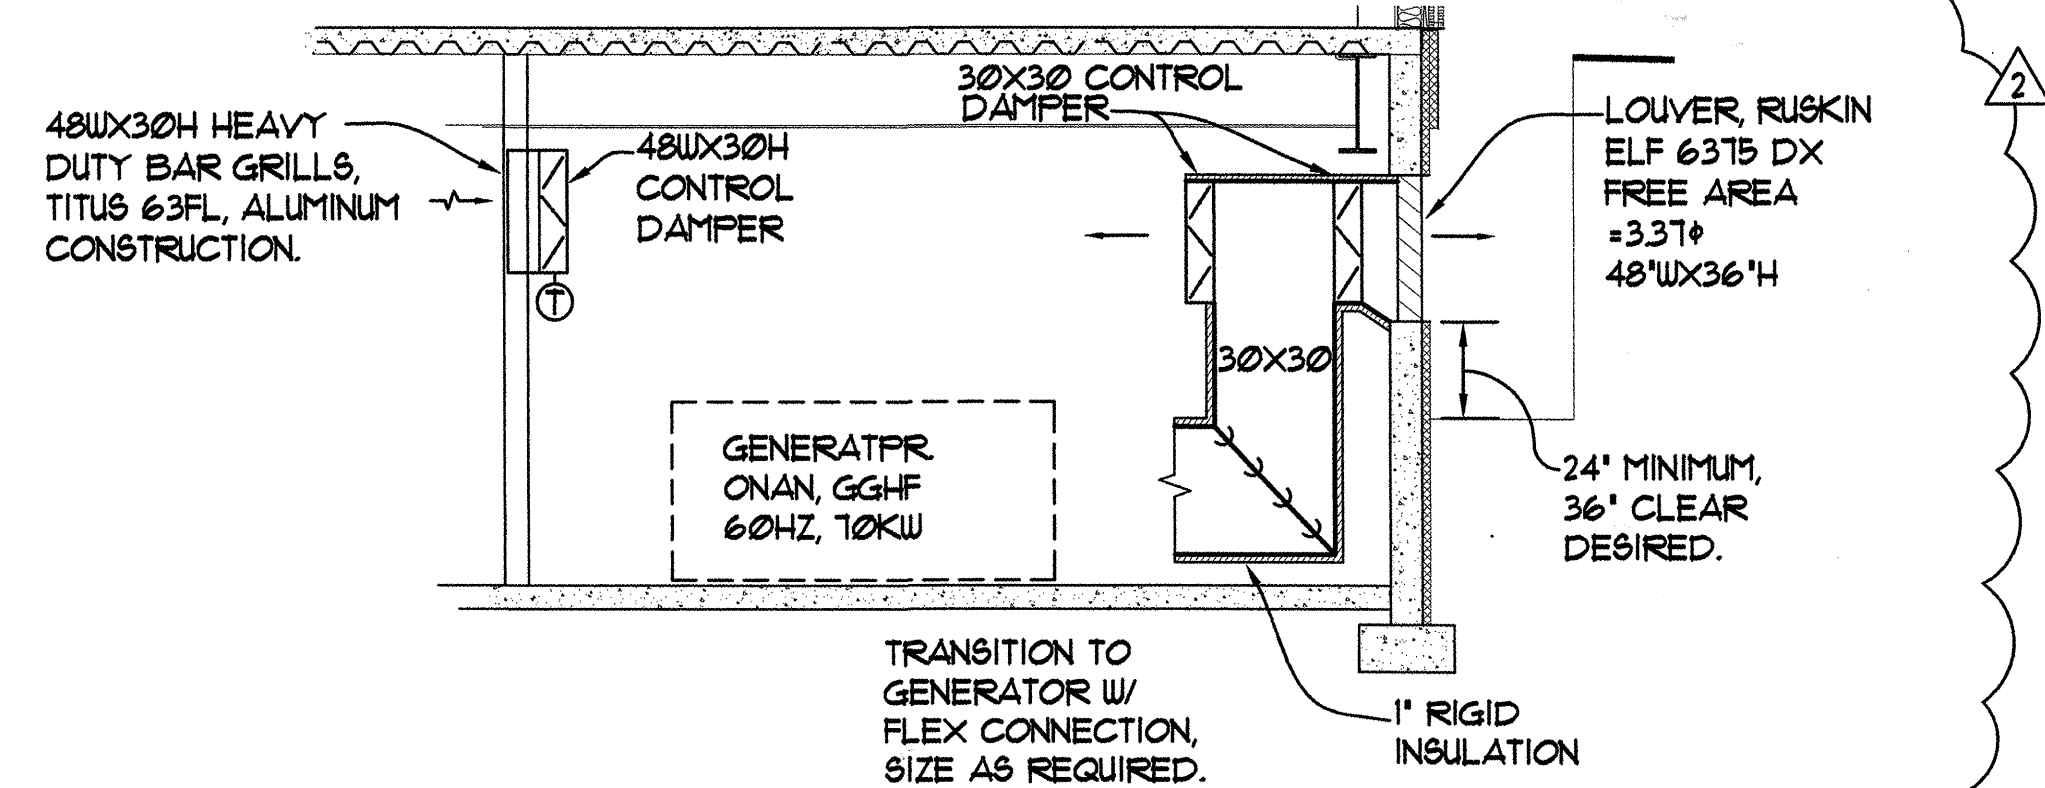 48WX30H HEAVY
DUTY BAR GRILLS,
TITUS 63FL, ALUMINUM
CONSTRUCTION.
48WX30H
CONTROL
DAMPER
T
30X30 CONTROL
DAMPER
LOUVER, RUSKIN
ELF 6375 DX
FREE AREA
=3.37ϕ
48"WX36"H
2
30X30
GENERATPR.
ONAN, GGHF
60HZ, 70KW
24" MINIMUM,
36" CLEAR
DESIRED.
TRANSITION TO
GENERATOR W/
FLEX CONNECTION,
SIZE AS REQUIRED.
1" RIGID
INSULATION